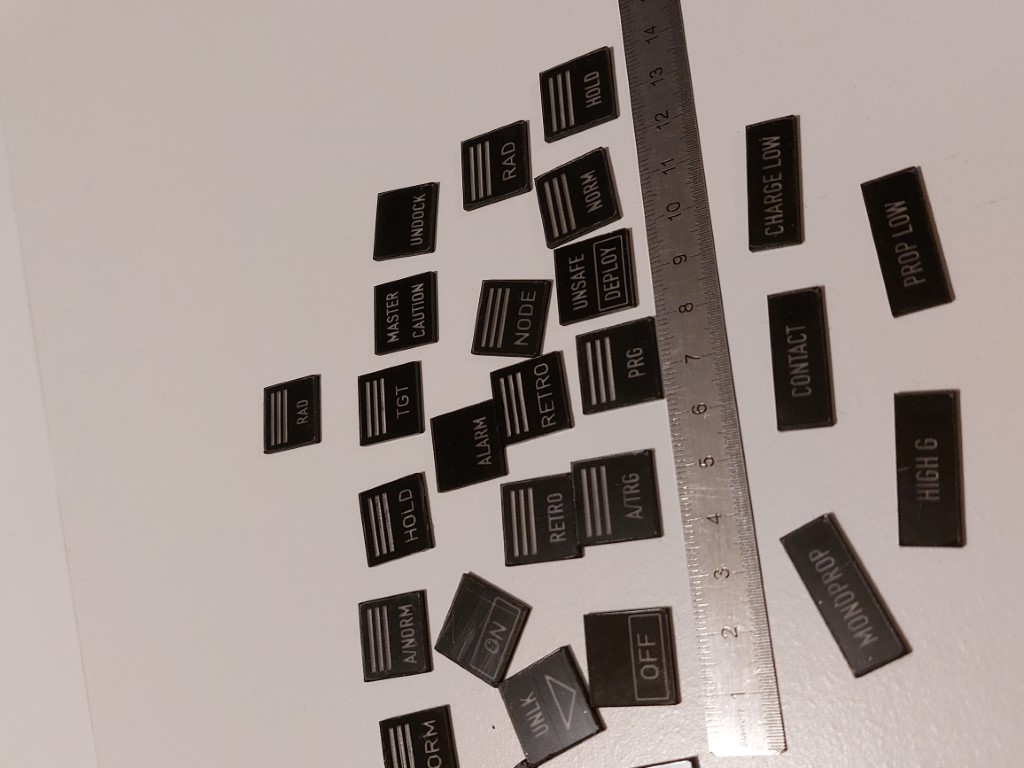 RAD
ORM
A/NORM
HOLD
TGT
MASTER
CAUTION
UNDOCK
ON
ALARM
UNLK
RETRO
RETRO
NODE
RAD
OFF
A/TRG
PRG
UNSAFE
DEPLOY
NORM
HOLD
1 2 3 4 5 6 7 8 9 10 11 12 13 14
MONOPROP
CONTACT
CHARGE LOW
HIGH G
PROP LOW